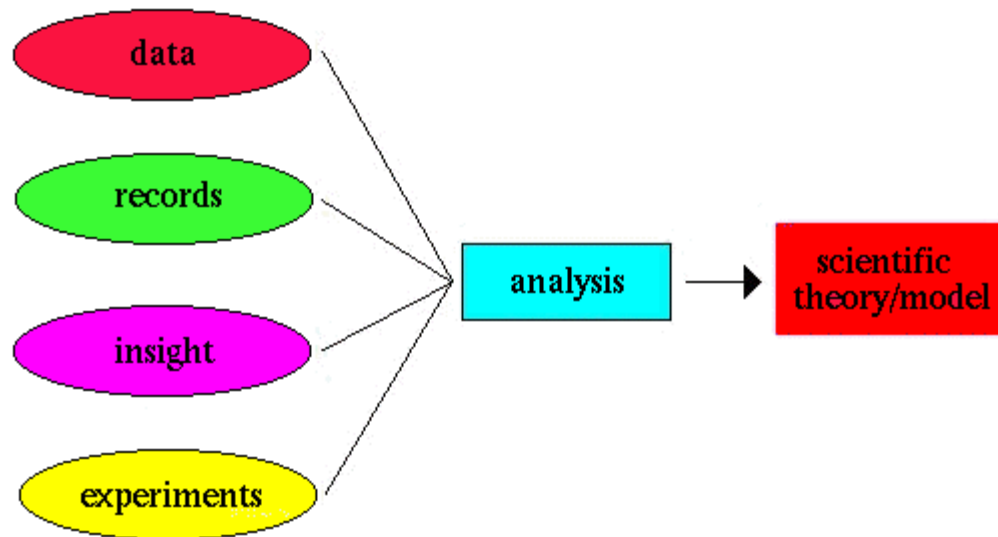 data
records
insight
experiments
analysis
scientific
theory/model